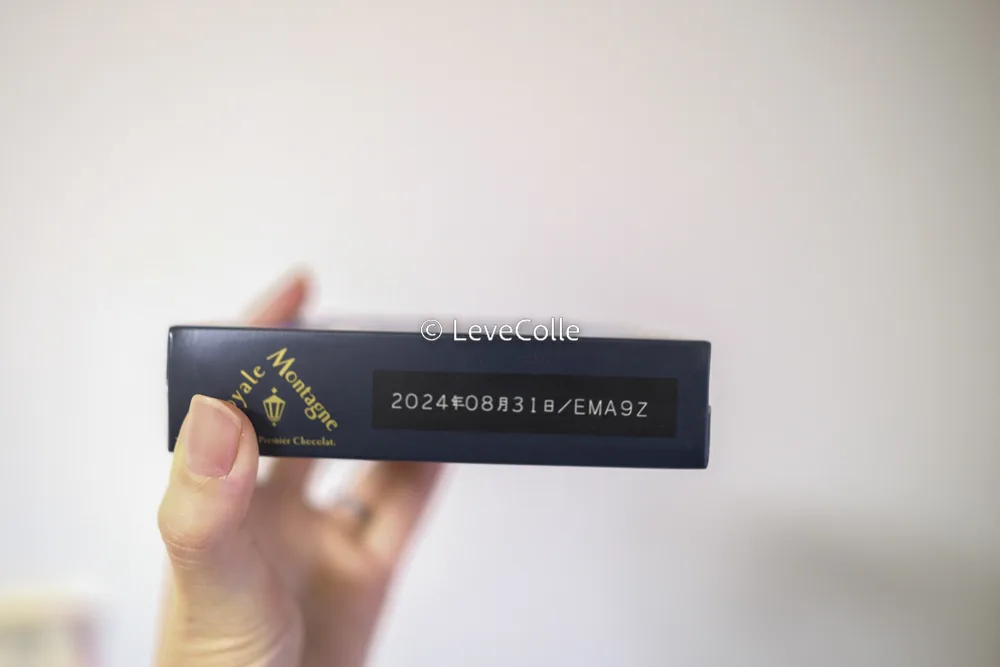 © LeveColle
Montagne
Premier Chocolat.
2024年08月31日/EMA9Z